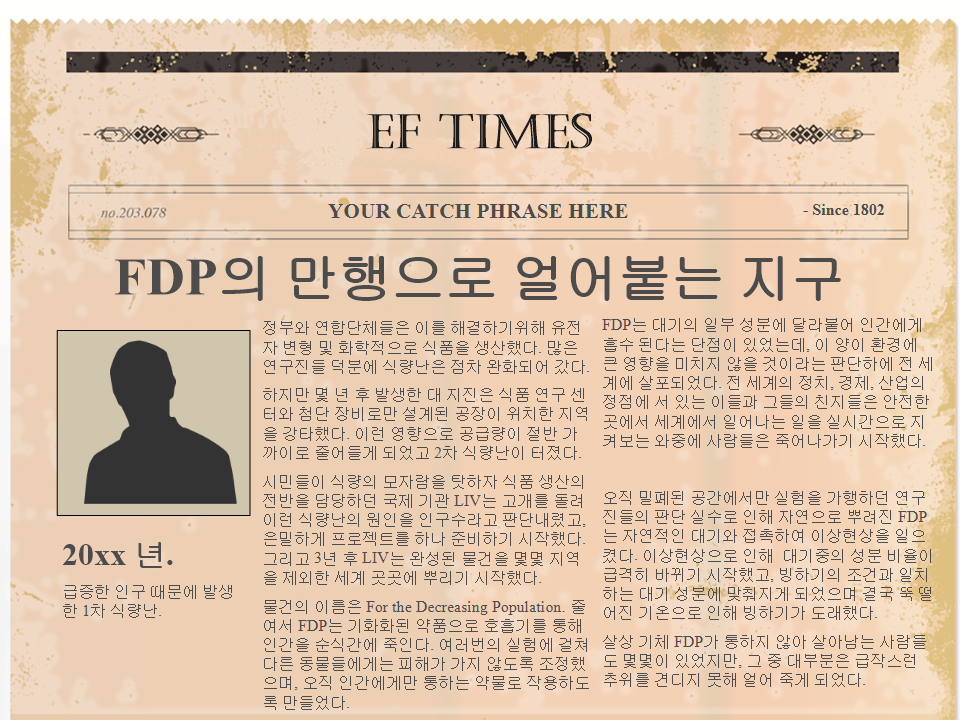 EF TIMES
no.203.078
YOUR CATCH PHRASE HERE
- Since 1802
FDP의 만행으로 얼어붙는 지구
20xx 년.
급증한 인구 때문에 발생
한 1차 식량난.
정부와 연합단체들은 이를 해결하기위해 유전
자 변형 및 화학적으로 식품을 생산했다. 많은
연구진들 덕분에 식량난은 점차 완화되어 갔다.
하지만 몇 년 후 발생한 대 지진은 식품 연구 센
터와 첨단 장비로만 설계된 공장이 위치한 지역
을 강타했다. 이런 영향으로 공급량이 절반 가
까이로 줄어들게 되었고 2차 식량난이 터졌다.
시민들이 식량의 모자람을 탓하자 식품 생산의
전반을 담당하던 국제 기관 LIV는 고개를 돌려
이런 식량난의 원인을 인구수라고 판단내렸고,
은밀하게 프로젝트를 하나 준비하기 시작했다.
그리고 3년 후 LIV는 완성된 물건을 몇몇 지역
을 제외한 세계 곳곳에 뿌리기 시작했다.
물건의 이름은 For the Decreasing Population. 줄
여서 FDP는 기화화된 약품으로 호흡기를 통해
인간을 순식간에 죽인다. 여러번의 실험에 걸쳐
다른 동물들에게는 피해가 가지 않도록 조정했
으며, 오직 인간에게만 통하는 약물로 작용하도
록 만들었다.
FDP는 대기의 일부 성분에 달라붙어 인간에게
흡수 된다는 단점이 있었는데, 이 양이 환경에
큰 영향을 미치지 않을 것이라는 판단하에 전 세
계에 살포되었다. 전 세계의 정치, 경제, 산업의
정점에 서 있는 이들과 그들의 친지들은 안전한
곳에서 세계에서 일어나는 일을 실시간으로 지
켜보는 와중에 사람들은 죽어나가기 시작했다.
오직 밀폐된 공간에서만 실험을 가행하던 연구
진들의 판단 실수로 인해 자연으로 뿌려진 FDP
는 자연적인 대기와 접촉하여 이상현상을 일으
켰다. 이상현상으로 인해 대기중의 성분 비율이
급격히 바뀌기 시작했고, 빙하기의 조건과 일치
하는 대기 성분에 맞춰지게 되었으며 결국 뚝 떨
어진 기온으로 인해 빙하기가 도래했다.
살상 기체 FDP가 통하지 않아 살아남는 사람들
도 몇몇이 있었지만, 그 중 대부분은 급작스런
추위를 견디지 못해 얼어 죽게 되었다.